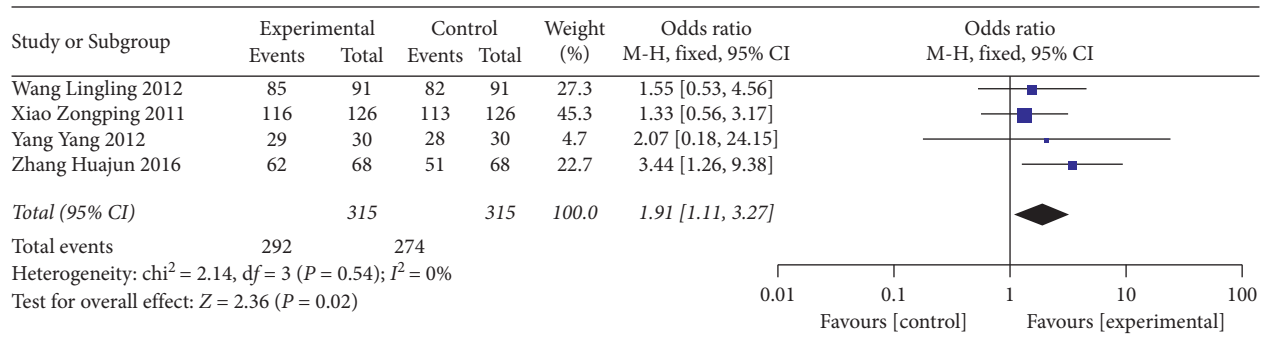 Study or Subgroup Experimental Control Weight (%) Odds ratio M-H, fixed, 95% CI Odds ratio M-H, fixed, 95% CI
Events Total Events Total
Wang Lingling 2012 85 91 82 91 27.3 1.55 [0.53, 4.56]
Xiao Zongping 2011 116 126 113 126 45.3 1.33 [0.56, 3.17]
Yang Yang 2012 29 30 28 30 4.7 2.07 [0.18, 24.15]
Zhang Huajun 2016 62 68 51 68 22.7 3.44 [1.26, 9.38]
Total (95% CI) 315 315 100.0 1.91 [1.11, 3.27]
Total events 292 274
Heterogeneity: chi² = 2.14, df = 3 (P = 0.54); I² = 0%
Test for overall effect: Z = 2.36 (P = 0.02)
0.01 0.1 1 10 100
Favours [control] Favours [experimental]